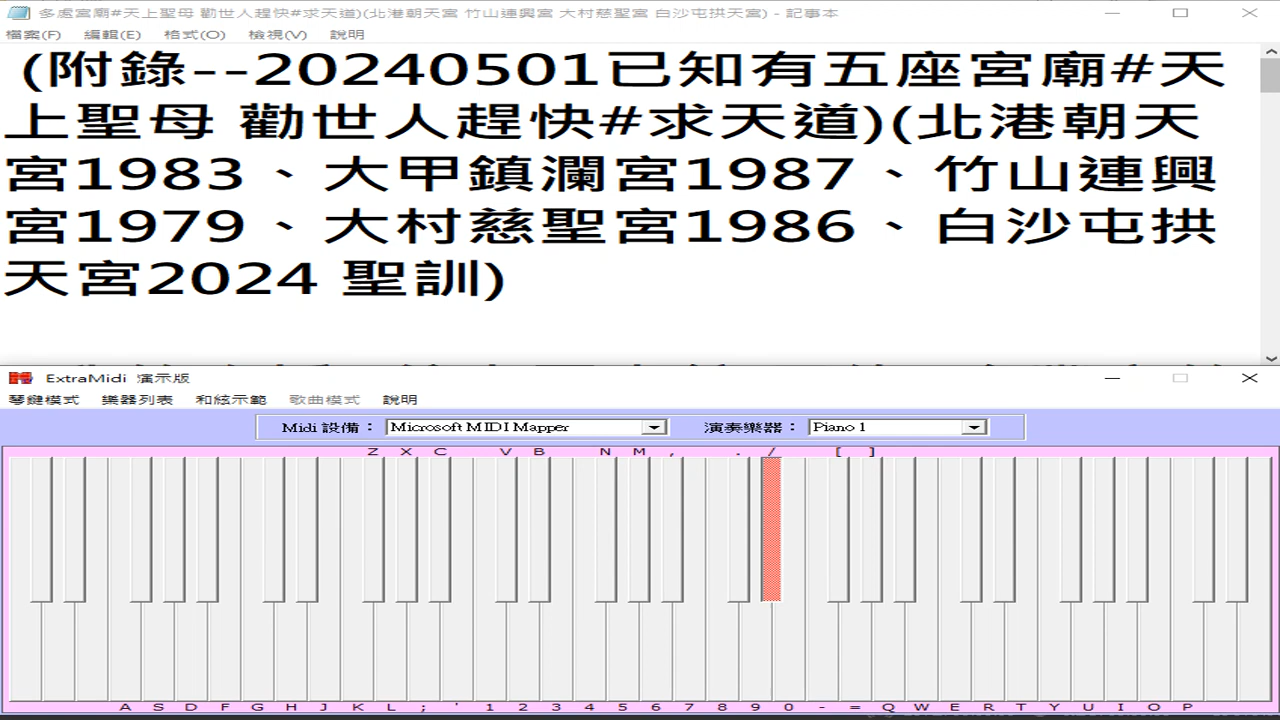 多處宮廟#天上聖母 勸世人趕快#求天道)(北港朝天宮 竹山連興宮 大村慈聖宮 白沙屯拱天宮) - 記事本
檔案(F) 編輯(E) 格式(O) 檢視(V) 說明
(附錄--20240501已知有五座宮廟#天
上聖母 勸世人趕快#求天道)(北港朝天
宮1983、大甲鎮瀾宮1987、竹山連興
宮1979、大村慈聖宮1986、白沙屯拱
天宮2024 聖訓)
ExtraMidi 演示版
琴鍵模式 樂器列表 和絃示範 歌曲模式 說明
Midi 設備： Microsoft MIDI Mapper 演奏樂器： Piano 1
Z X C V B N M , . / [ ]
A S D F G H J K L ; ' 1 2 3 4 5 6 7 8 9 0 - = Q W E R T Y U I O P